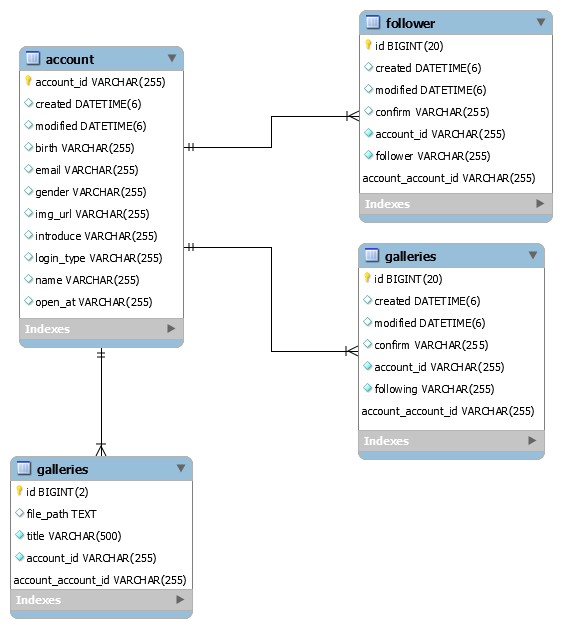 account
account_id VARCHAR(255)
created DATETIME(6)
modified DATETIME(6)
birth VARCHAR(255)
email VARCHAR(255)
gender VARCHAR(255)
img_url VARCHAR(255)
introduce VARCHAR(255)
login_type VARCHAR(255)
name VARCHAR(255)
open_at VARCHAR(255)
Indexes
follower
id BIGINT(20)
created DATETIME(6)
modified DATETIME(6)
confirm VARCHAR(255)
account_id VARCHAR(255)
follower VARCHAR(255)
account_account_id VARCHAR(255)
Indexes
galleries
id BIGINT(20)
created DATETIME(6)
modified DATETIME(6)
confirm VARCHAR(255)
account_id VARCHAR(255)
following VARCHAR(255)
account_account_id VARCHAR(255)
Indexes
galleries
id BIGINT(2)
file_path TEXT
title VARCHAR(500)
account_id VARCHAR(255)
account_account_id VARCHAR(255)
Indexes